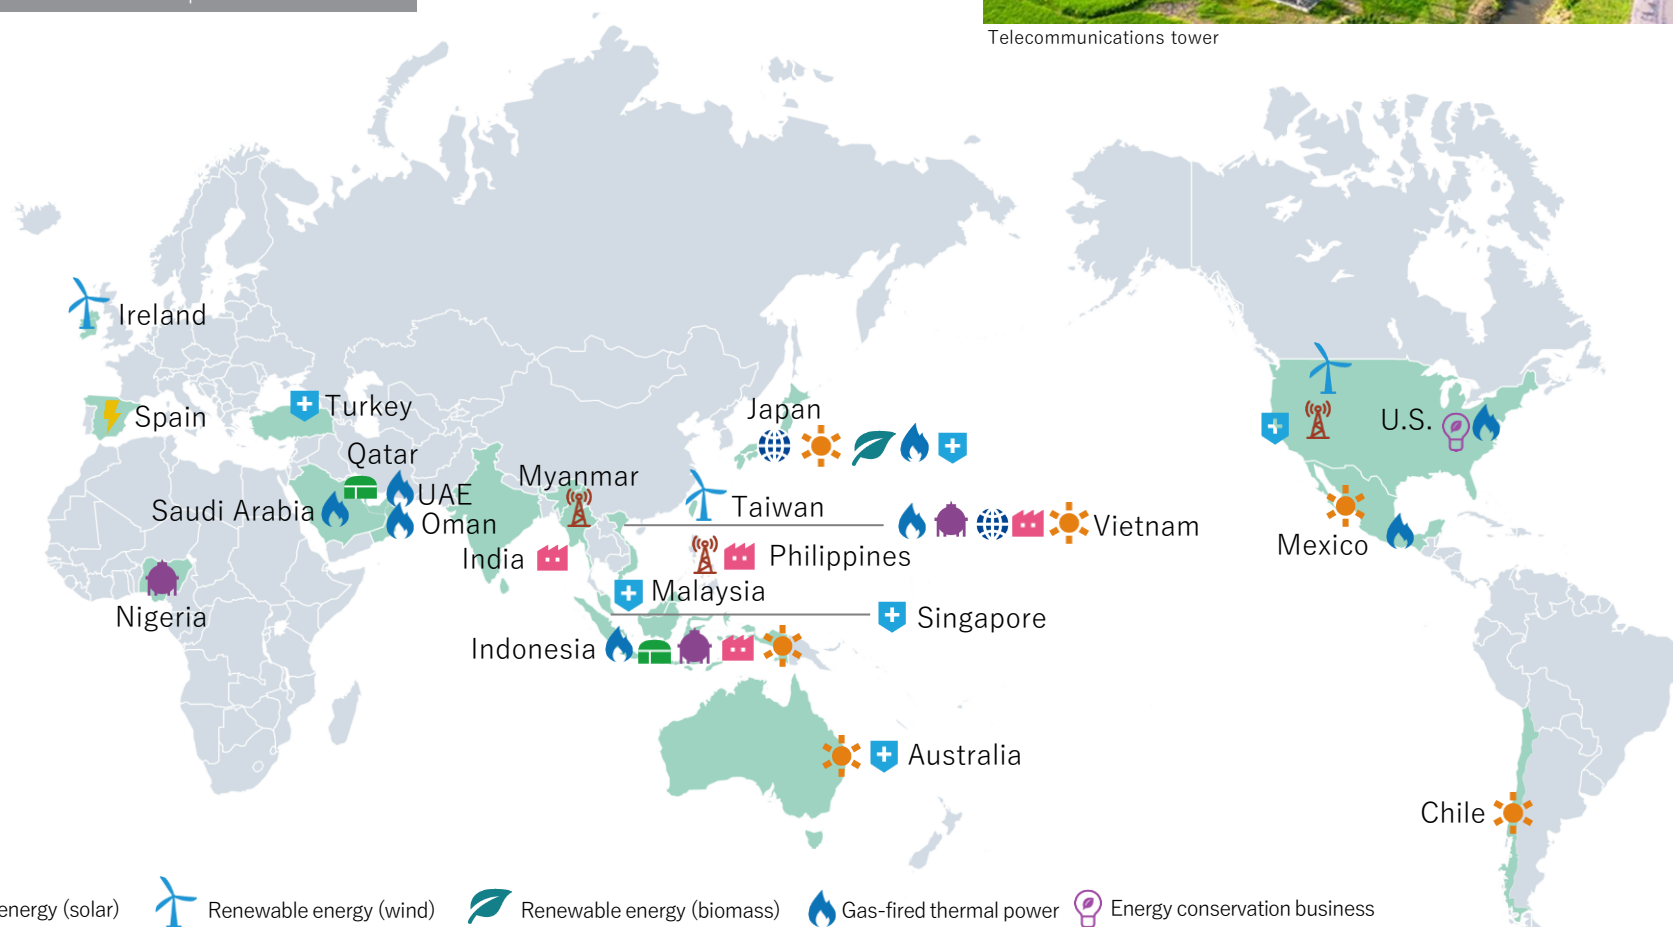 Telecommunications tower
Ireland
Spain
Turkey
Qatar
Saudi Arabia
UAE
Oman
Nigeria
India
Myanmar
Japan
Taiwan
Vietnam
Philippines
Malaysia
Singapore
Indonesia
Australia
U.S.
Mexico
Chile
energy (solar)
Renewable energy (wind)
Renewable energy (biomass)
Gas-fired thermal power
Energy conservation business